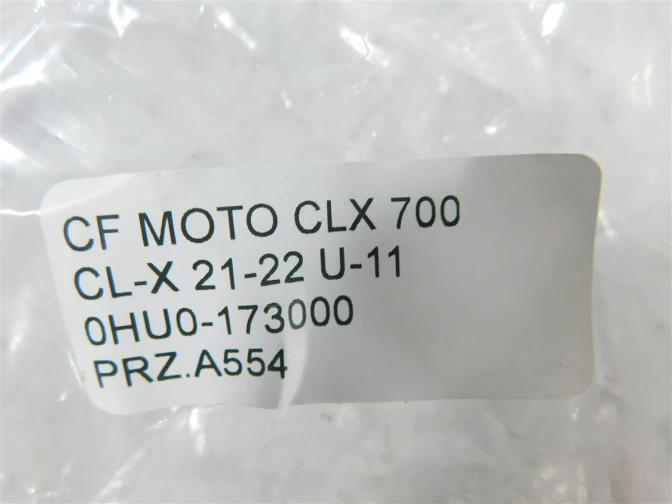 CF MOTO CLX 700
CL-X 21-22 U-11
0HU0-173000
PRZ.A554